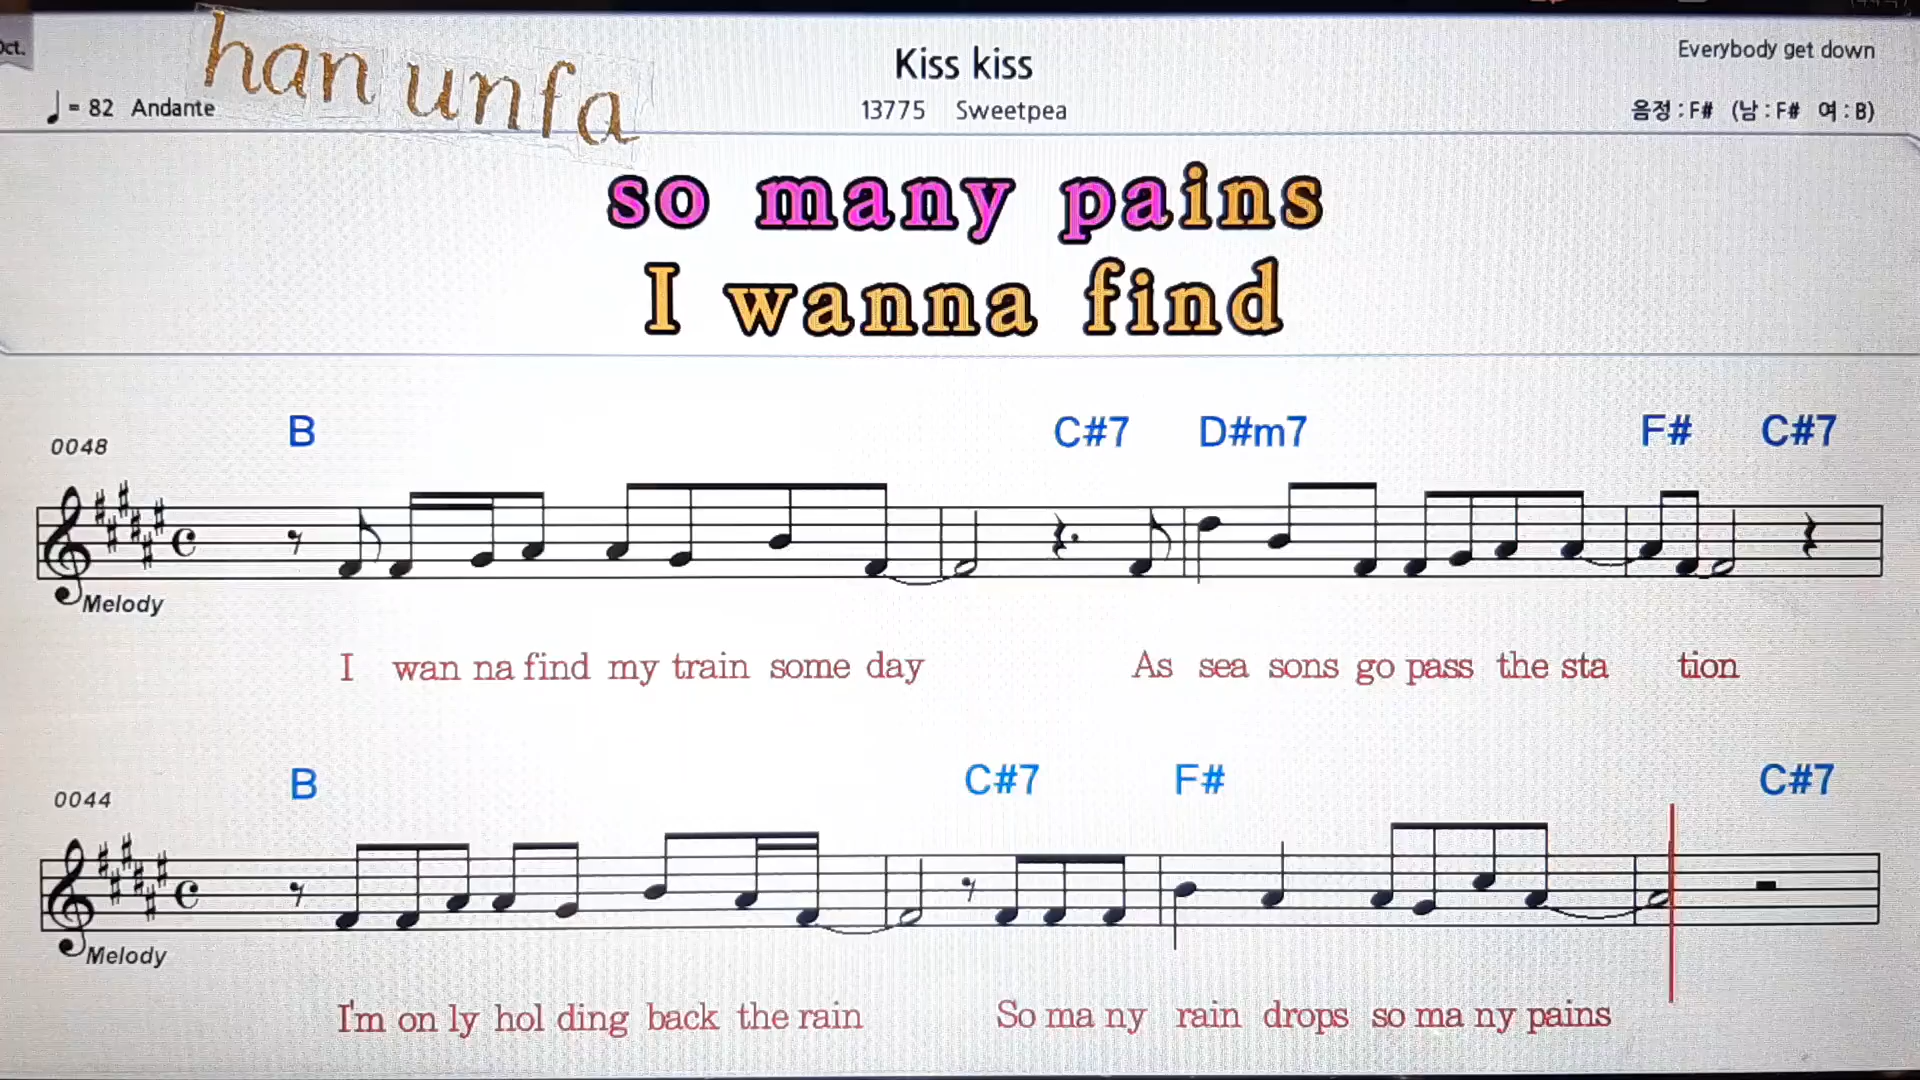 Oct.
han unfa
Kiss kiss
Everybody get down
♩ = 82 Andante
13775 Sweetpea
음정 : F# (남 : F# 여 : B)
so many pains
I wanna find
B C#7 D#m7 F# C#7
0048
Melody
I wan na find my train some day As sea sons go pass the sta tion
B C#7 F# C#7
0044
Melody
I'm on ly hol ding back the rain So ma ny rain drops so ma ny pains